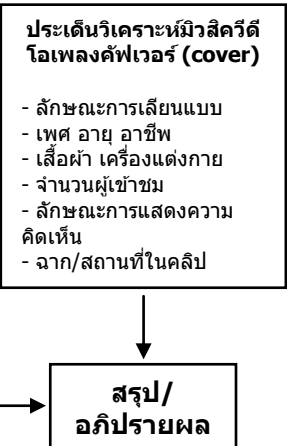 ประเด็นวิเคราะห์มิวสิควีดี
โอเพลงคัฟเวอร์ (cover)
- ลักษณะการเลียนแบบ
- เพศ อายุ อาชีพ
- เสื้อผ้า เครื่องแต่งกาย
- จำนวนผู้เข้าชม
- ลักษณะการแสดงความ
คิดเห็น
- ฉาก/สถานที่ในคลิป
สรุป/
อภิปรายผล